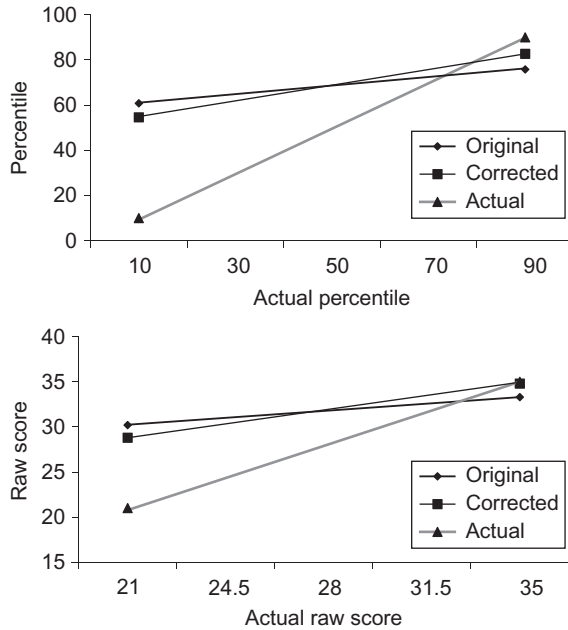 100
80
60
40
20
0
Percentile
Original
Corrected
Actual
10 30 50 70 90
Actual percentile
40
35
30
25
20
15
Raw score
Original
Corrected
Actual
21 24.5 28 31.5 35
Actual raw score